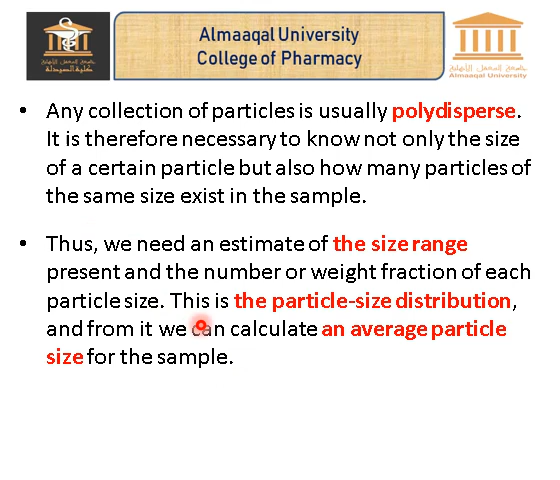 Almaaqal University
College of Pharmacy
كلية الصيدلة
Almaaqal University
• Any collection of particles is usually polydisperse.
It is therefore necessary to know not only the size
of a certain particle but also how many particles of
the same size exist in the sample.
• Thus, we need an estimate of the size range
present and the number or weight fraction of each
particle size. This is the particle-size distribution,
and from it we can calculate an average particle
size for the sample.